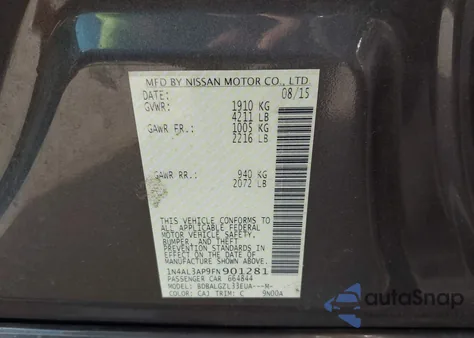 MFD BY NISSAN MOTOR CO., LTD.
DATE: 08/15
GVWR: 1910 KG
4211 LB
GAWR FR.: 1005 KG
2216 LB
GAWR RR.: 940 KG
2072 LB
THIS VEHICLE CONFORMS TO
ALL APPLICABLE FEDERAL
MOTOR VEHICLE SAFETY,
BUMPER, AND THEFT
PREVENTION STANDARDS IN
EFFECT ON THE DATE OF
MANUFACTURE SHOWN ABOVE.
1N4AL3AP9FN901281
PASSENGER CAR 664844
MODEL: BDBALGZL33EUA---M-
COLOR: CAJ TRIM: C 9N00A
autoSnap